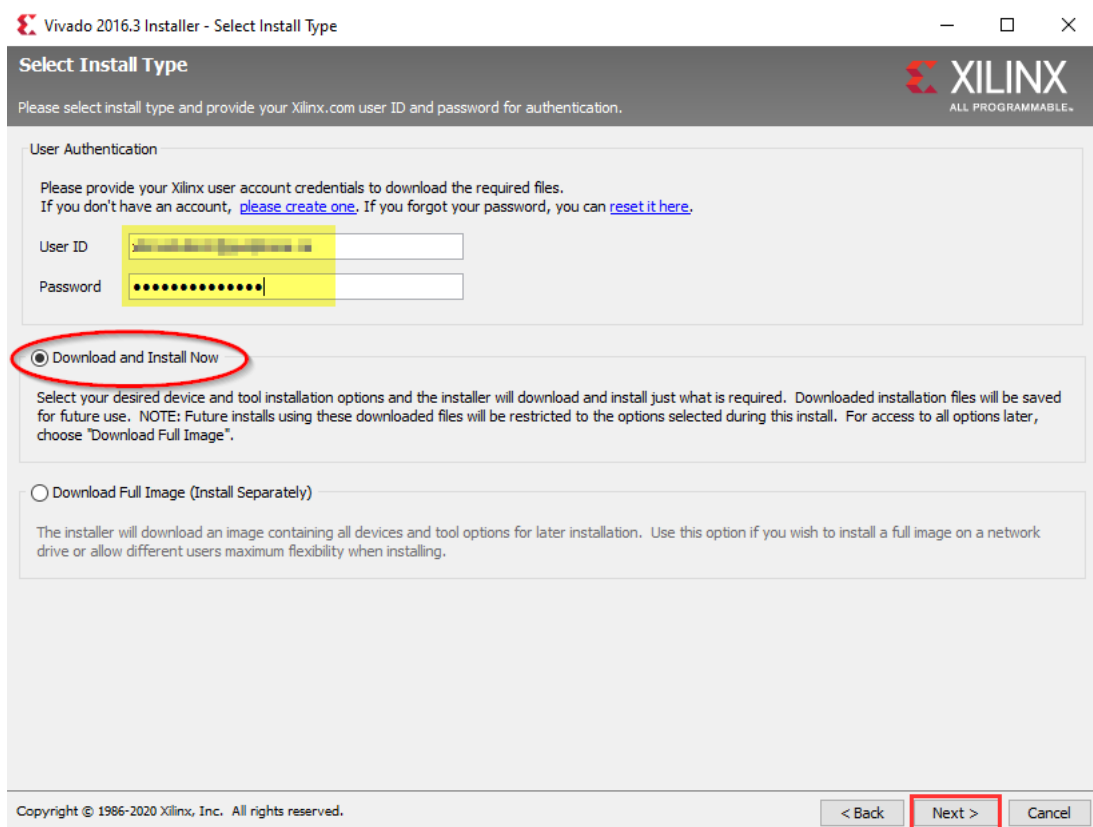 Vivado 2016.3 Installer - Select Install Type
Select Install Type
XILINX
ALL PROGRAMMABLE™
Please select install type and provide your Xilinx.com user ID and password for authentication.
User Authentication
Please provide your Xilinx user account credentials to download the required files.
If you don't have an account, please create one. If you forgot your password, you can reset it here.
User ID
Password ●●●●●●●●●●●●●●
Download and Install Now
Select your desired device and tool installation options and the installer will download and install just what is required. Downloaded installation files will be saved
for future use. NOTE: Future installs using these downloaded files will be restricted to the options selected during this install. For access to all options later,
choose "Download Full Image".
Download Full Image (Install Separately)
The installer will download an image containing all devices and tool options for later installation. Use this option if you wish to install a full image on a network
drive or allow different users maximum flexibility when installing.
Copyright © 1986-2020 Xilinx, Inc. All rights reserved.
< Back Next > Cancel